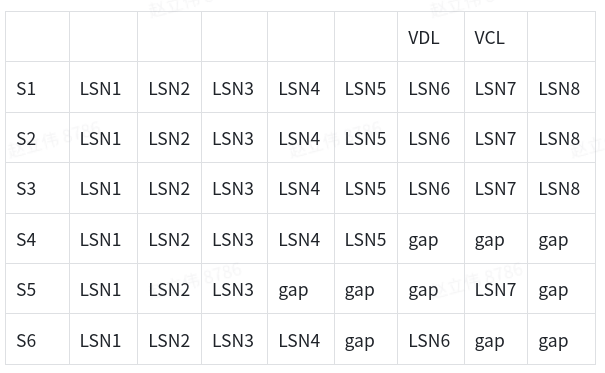 VDL VCL
S1 LSN1 LSN2 LSN3 LSN4 LSN5 LSN6 LSN7 LSN8
S2 LSN1 LSN2 LSN3 LSN4 LSN5 LSN6 LSN7 LSN8
S3 LSN1 LSN2 LSN3 LSN4 LSN5 LSN6 LSN7 LSN8
S4 LSN1 LSN2 LSN3 LSN4 LSN5 gap gap gap
S5 LSN1 LSN2 LSN3 gap gap gap LSN7 gap
S6 LSN1 LSN2 LSN3 LSN4 gap LSN6 gap gap